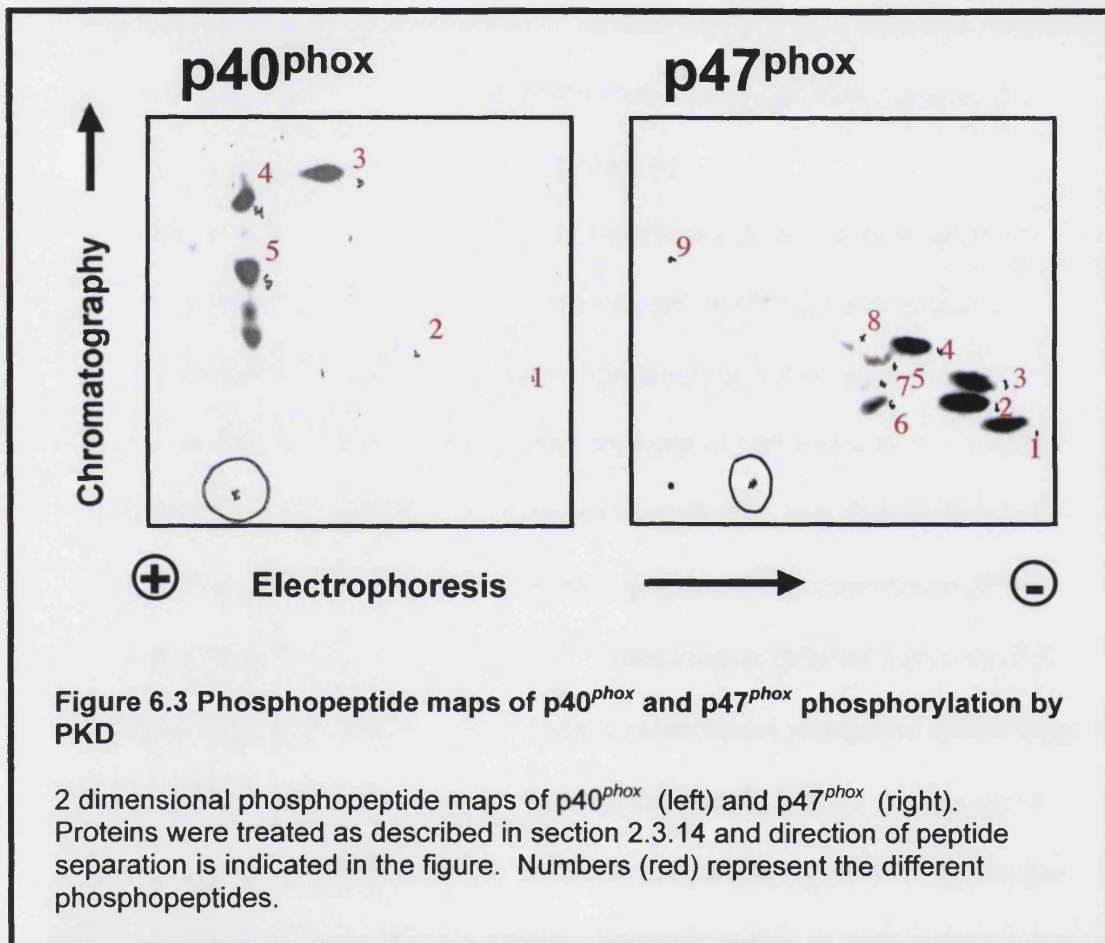 p40phox
p47phox
Chromatography
4
3
5
2
1
9
8
4
7 5
3
6
2
1
+
Electrophoresis
-
Figure 6.3 Phosphopeptide maps of p40phox and p47phox phosphorylation by
PKD
2 dimensional phosphopeptide maps of p40phox (left) and p47phox (right).
Proteins were treated as described in section 2.3.14 and direction of peptide
separation is indicated in the figure. Numbers (red) represent the different
phosphopeptides.